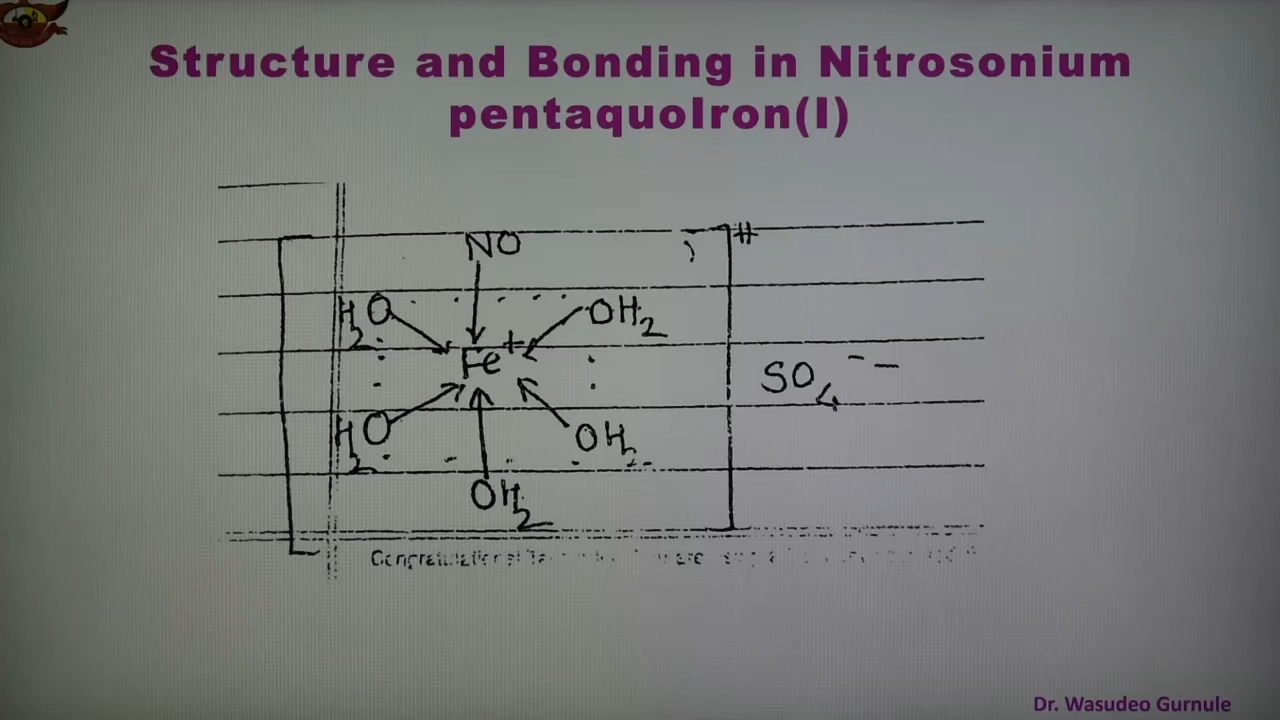 Structure and Bonding in Nitrosonium
pentaquoIron(I)
NO ++
H2O OH2
Fe+
SO4 --
H2O OH2
OH2
Dr. Wasudeo Gurnule